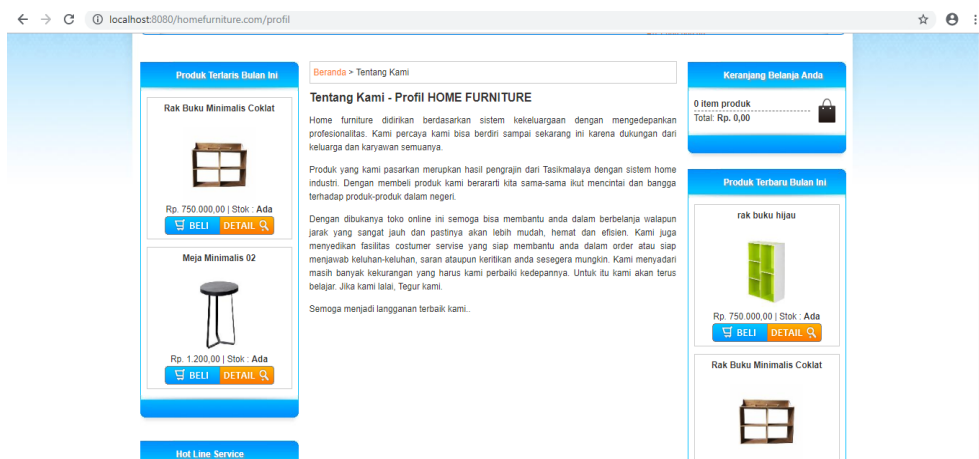 localhost:8080/homefurniture.com/profil
Produk Terlaris Bulan Ini
Rak Buku Minimalis Coklat
Rp. 750.000,00 | Stok : Ada
BELI DETAIL
Meja Minimalis 02
Rp. 1.200,00 | Stok : Ada
BELI DETAIL
Hot Line Service
Beranda > Tentang Kami
Tentang Kami - Profil HOME FURNITURE
Home furniture didirikan berdasarkan sistem kekeluargaan dengan mengedepankan
profesionalitas. Kami percaya kami bisa berdiri sampai sekarang ini karena dukungan dari
keluarga dan karyawan semuanya.
Produk yang kami pasarkan merupkan hasil pengrajin dari Tasikmalaya dengan sistem home
industri. Dengan membeli produk kami berararti kita sama-sama ikut mencintai dan bangga
terhadap produk-produk dalam negeri.
Dengan dibukanya toko online ini semoga bisa membantu anda dalam berbelanja walapun
jarak yang sangat jauh dan pastinya akan lebih mudah, hemat dan efisien. Kami juga
menyedikan fasilitas costumer servise yang siap membantu anda dalam order atau siap
menjawab keluhan-keluhan, saran ataupun keritikan anda sesegera mungkin. Kami menyadari
masih banyak kekurangan yang harus kami perbaiki kedepannya. Untuk itu kami akan terus
belajar. Jika kami lalai, Tegur kami.
Semoga menjadi langganan terbaik kami..
Keranjang Belanja Anda
0 item produk
Total: Rp. 0,00
Produk Terbaru Bulan Ini
rak buku hijau
Rp. 750.000,00 | Stok : Ada
BELI DETAIL
Rak Buku Minimalis Coklat